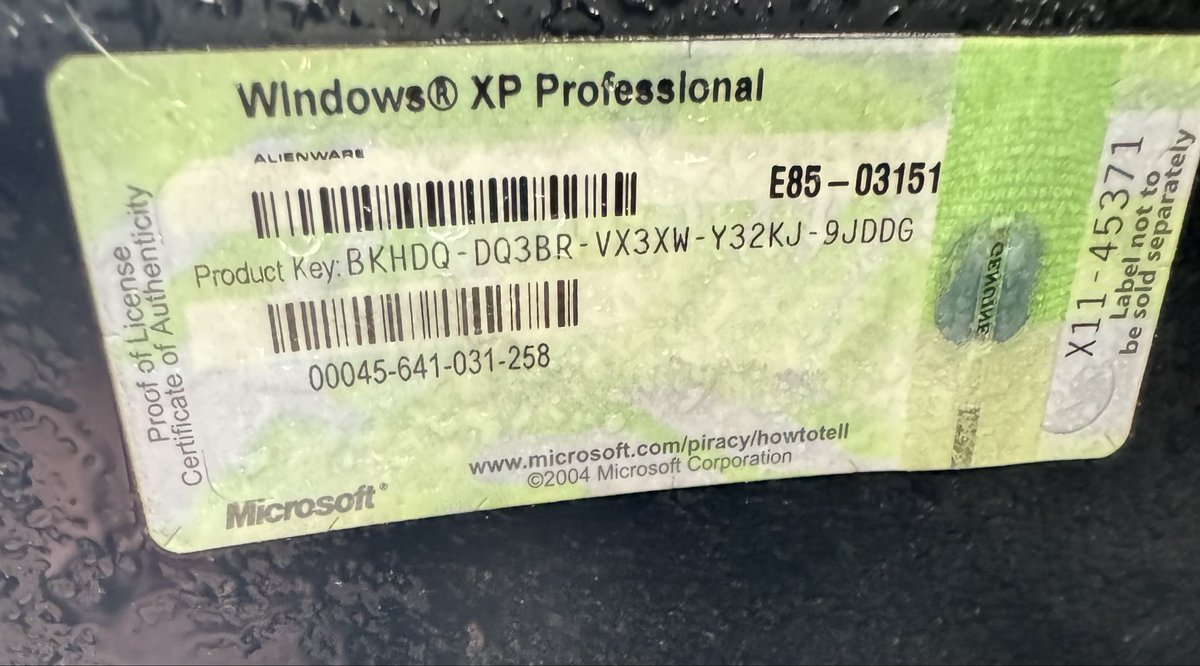 Windows® XP Professional
ALIENWARE
E85-03151
Product Key: BKHDQ-DQ3BR-VX3XW-Y32KJ-9JDDG
00045-641-031-258
www.microsoft.com/piracy/howtotell
©2004 Microsoft Corporation
Microsoft®
Proof of License
Certificate of Authenticity
GENUINE
X11-45371
Label not to
be sold separately